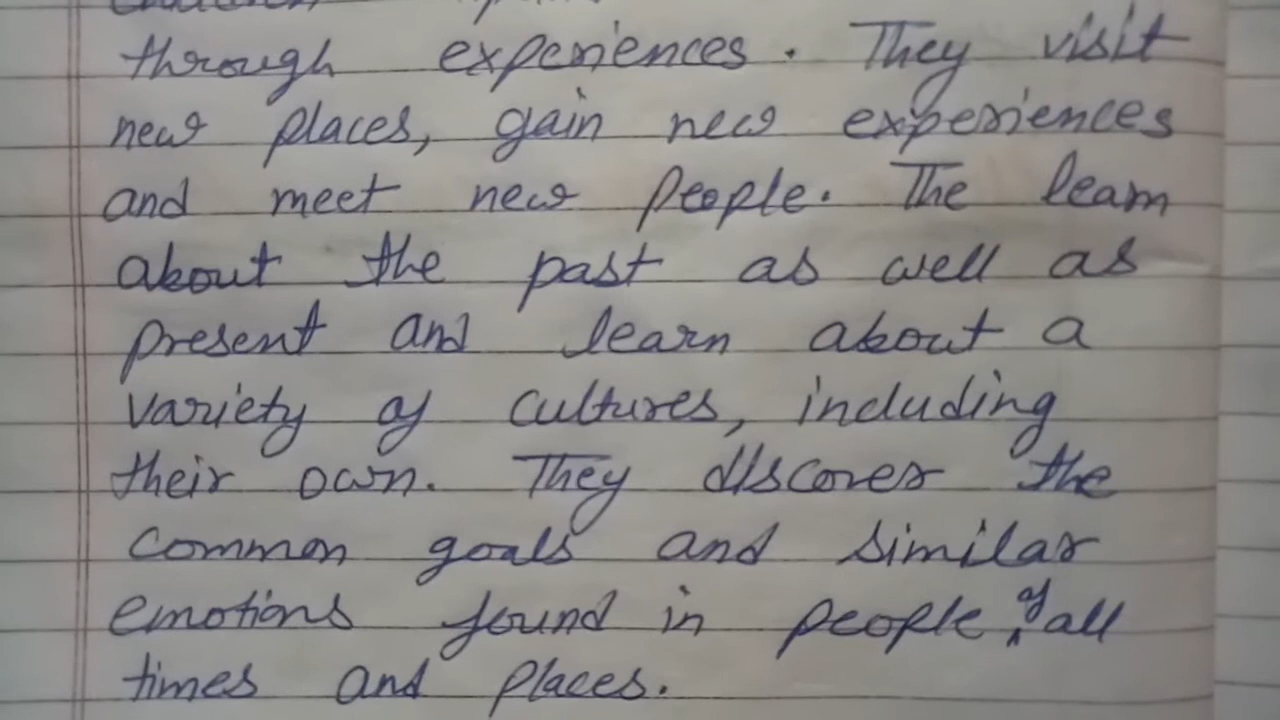 through experiences. They visit
new places, gain new experiences
and meet new people. The learn
about the past as well as
present and learn about a
variety of cultures, including
their own. They discover the
common goals and similar
emotions found in people, of all
times and places.